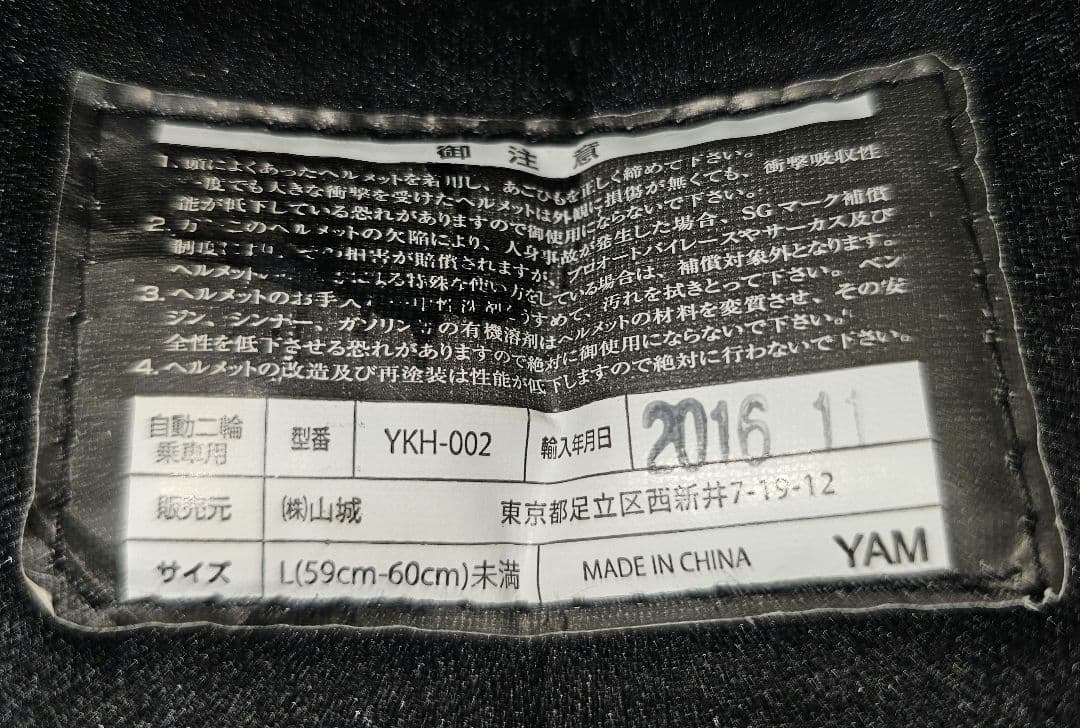 御注意
1. 頭によくあったヘルメットを着用し、あごひもを正しく締めて下さい。
一度でも大きな衝撃を受けたヘルメットは外観に損傷が無くても、衝撃吸収性
能が低下している恐れがありますので御使用にならないで下さい。
2. 万一このヘルメットの欠陥により、人身事故が発生した場合、SGマーク補償
制度により、その損害が賠償されますが、プロオートバイレースやサーカス及び
ヘルメット による特殊な使い方をしている場合は、補償対象外となります。
3. ヘルメットのお手入 中性洗剤をうすめて、汚れを拭きとって下さい。ベン
ジン、シンナー、ガソリン等の有機溶剤はヘルメットの材料を変質させ、その安
全性を低下させる恐れがありますので絶対に御使用にならないで下さい。
4. ヘルメットの改造及び再塗装は性能が低下しますので絶対に行わないで下さい。
自動二輪乗車用 型番 YKH-002 輸入年月日 2016 11
販売元 (株)山城 東京都足立区西新井7-19-12
サイズ L(59cm-60cm)未満 MADE IN CHINA YAM